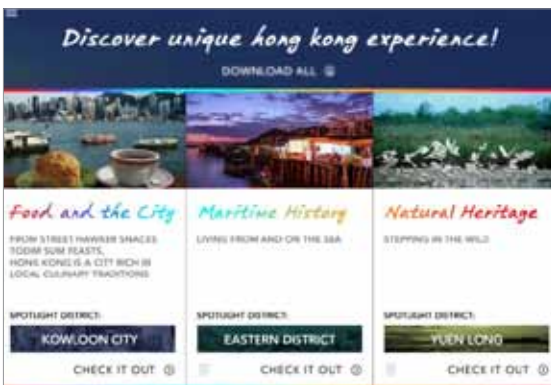 Discover unique hong kong experience!
DOWNLOAD ALL
Food and the City
FROM STREET HAWKER SNACKS
TODIM SUM FEASTS,
HONG KONG IS A CITY RICH IN
LOCAL CULINARY TRADITIONS
SPOTLIGHT DISTRICT:
KOWLOON CITY
CHECK IT OUT
Maritime History
LIVING FROM AND ON THE SEA
SPOTLIGHT DISTRICT:
EASTERN DISTRICT
CHECK IT OUT
Natural Heritage
STEPPING IN THE WILD
SPOTLIGHT DISTRICT:
YUEN LONG
CHECK IT OUT